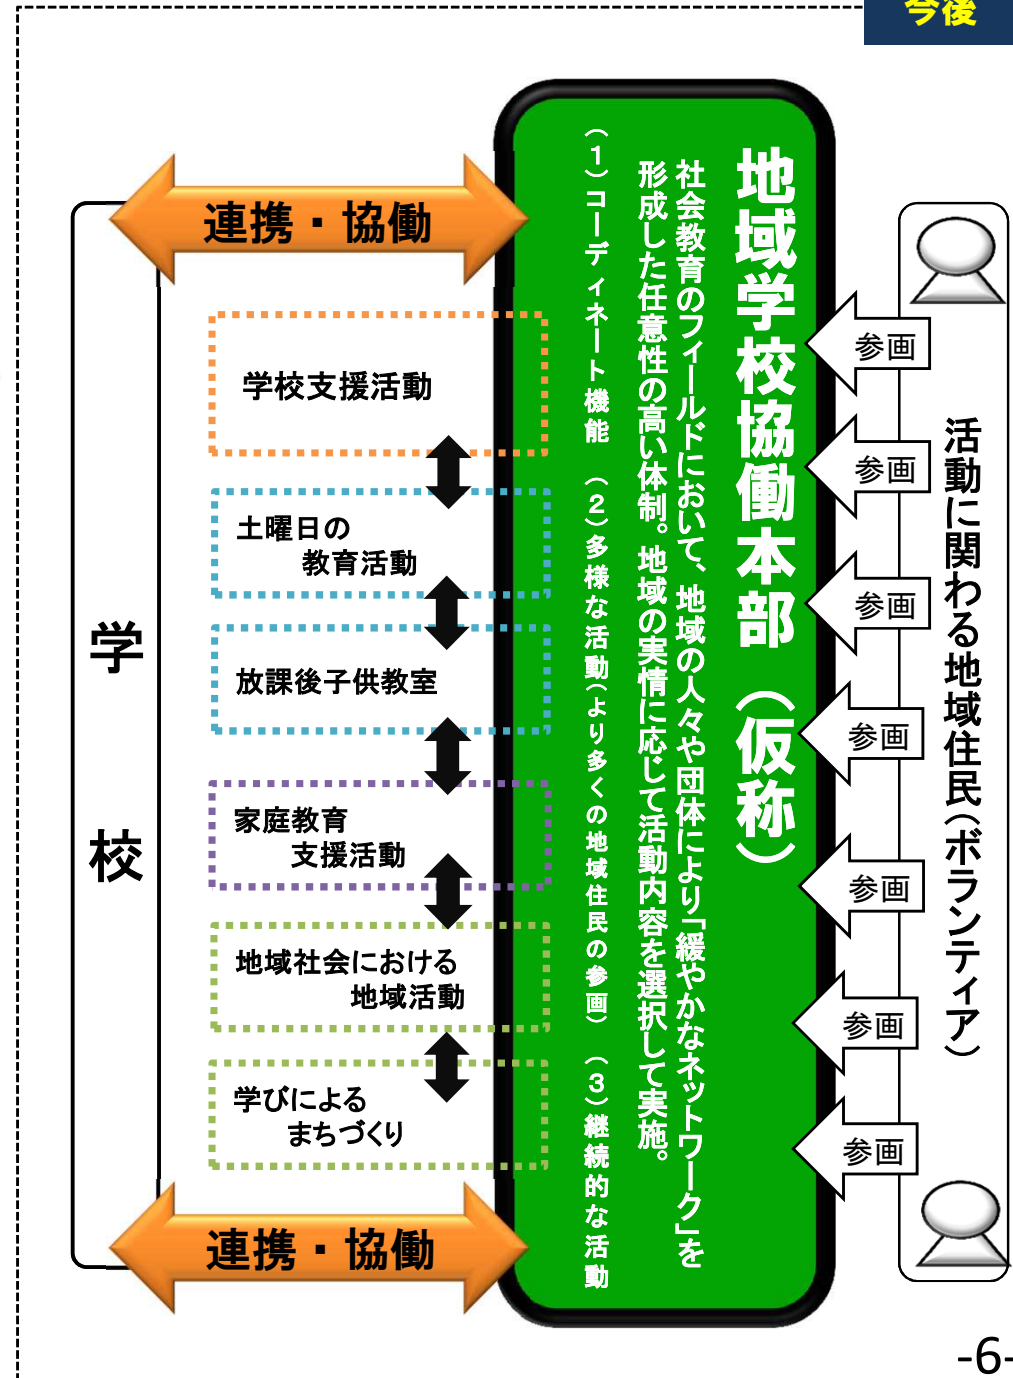 今後
連携・協働
学校
学校支援活動
土曜日の
教育活動
放課後子供教室
家庭教育
支援活動
地域社会における
地域活動
学びによる
まちづくり
連携・協働
地域学校協働本部（仮称）
社会教育のフィールドにおいて、地域の人々や団体により「緩やかなネットワーク」を
形成した任意性の高い体制。地域の実情に応じて活動内容を選択して実施。
（１）コーディネート機能　（２）多様な活動（より多くの地域住民の参画）　（３）継続的な活動
参画
参画
参画
参画
参画
参画
参画
活動に関わる地域住民（ボランティア）
-6-